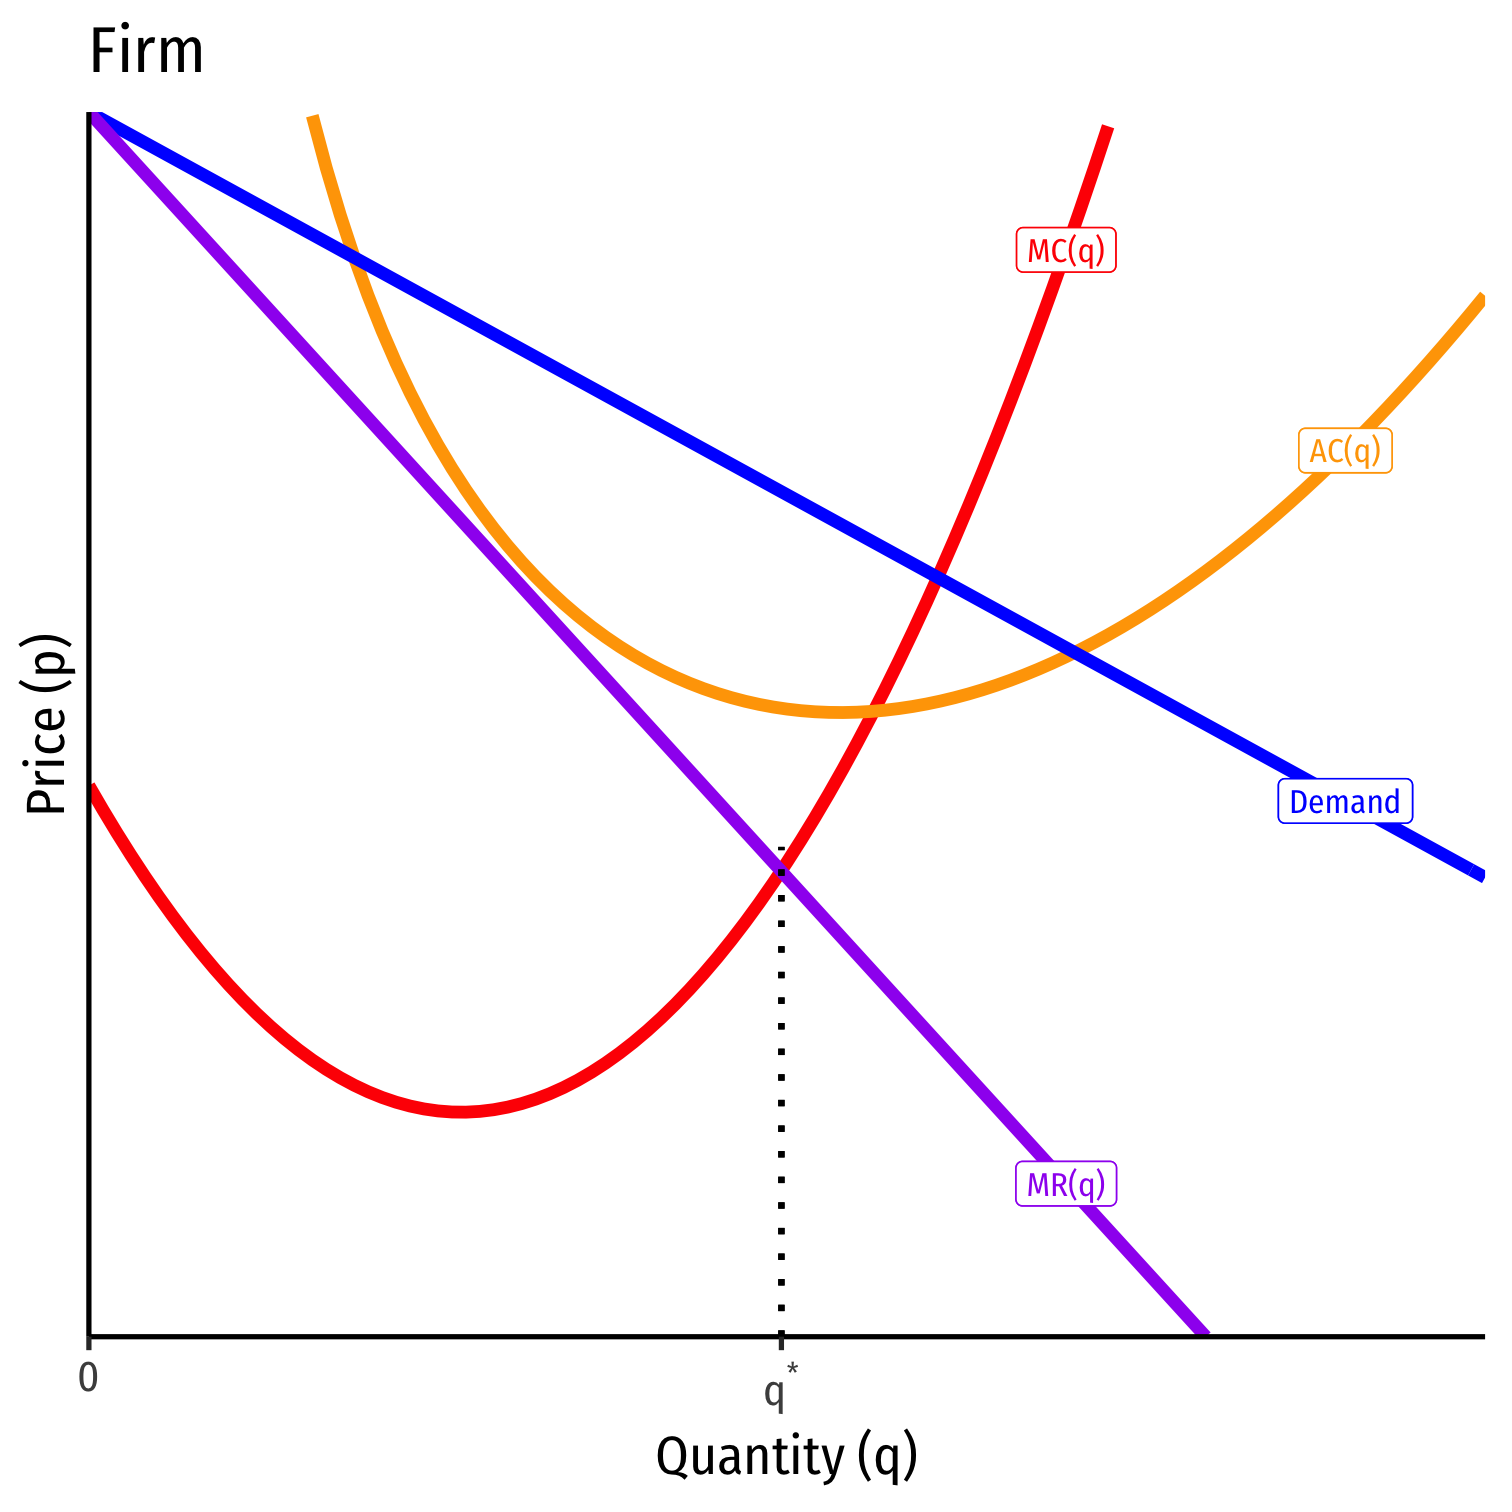 Firm
MC(q)
AC(q)
Price (p)
Demand
MR(q)
0
q*
Quantity (q)